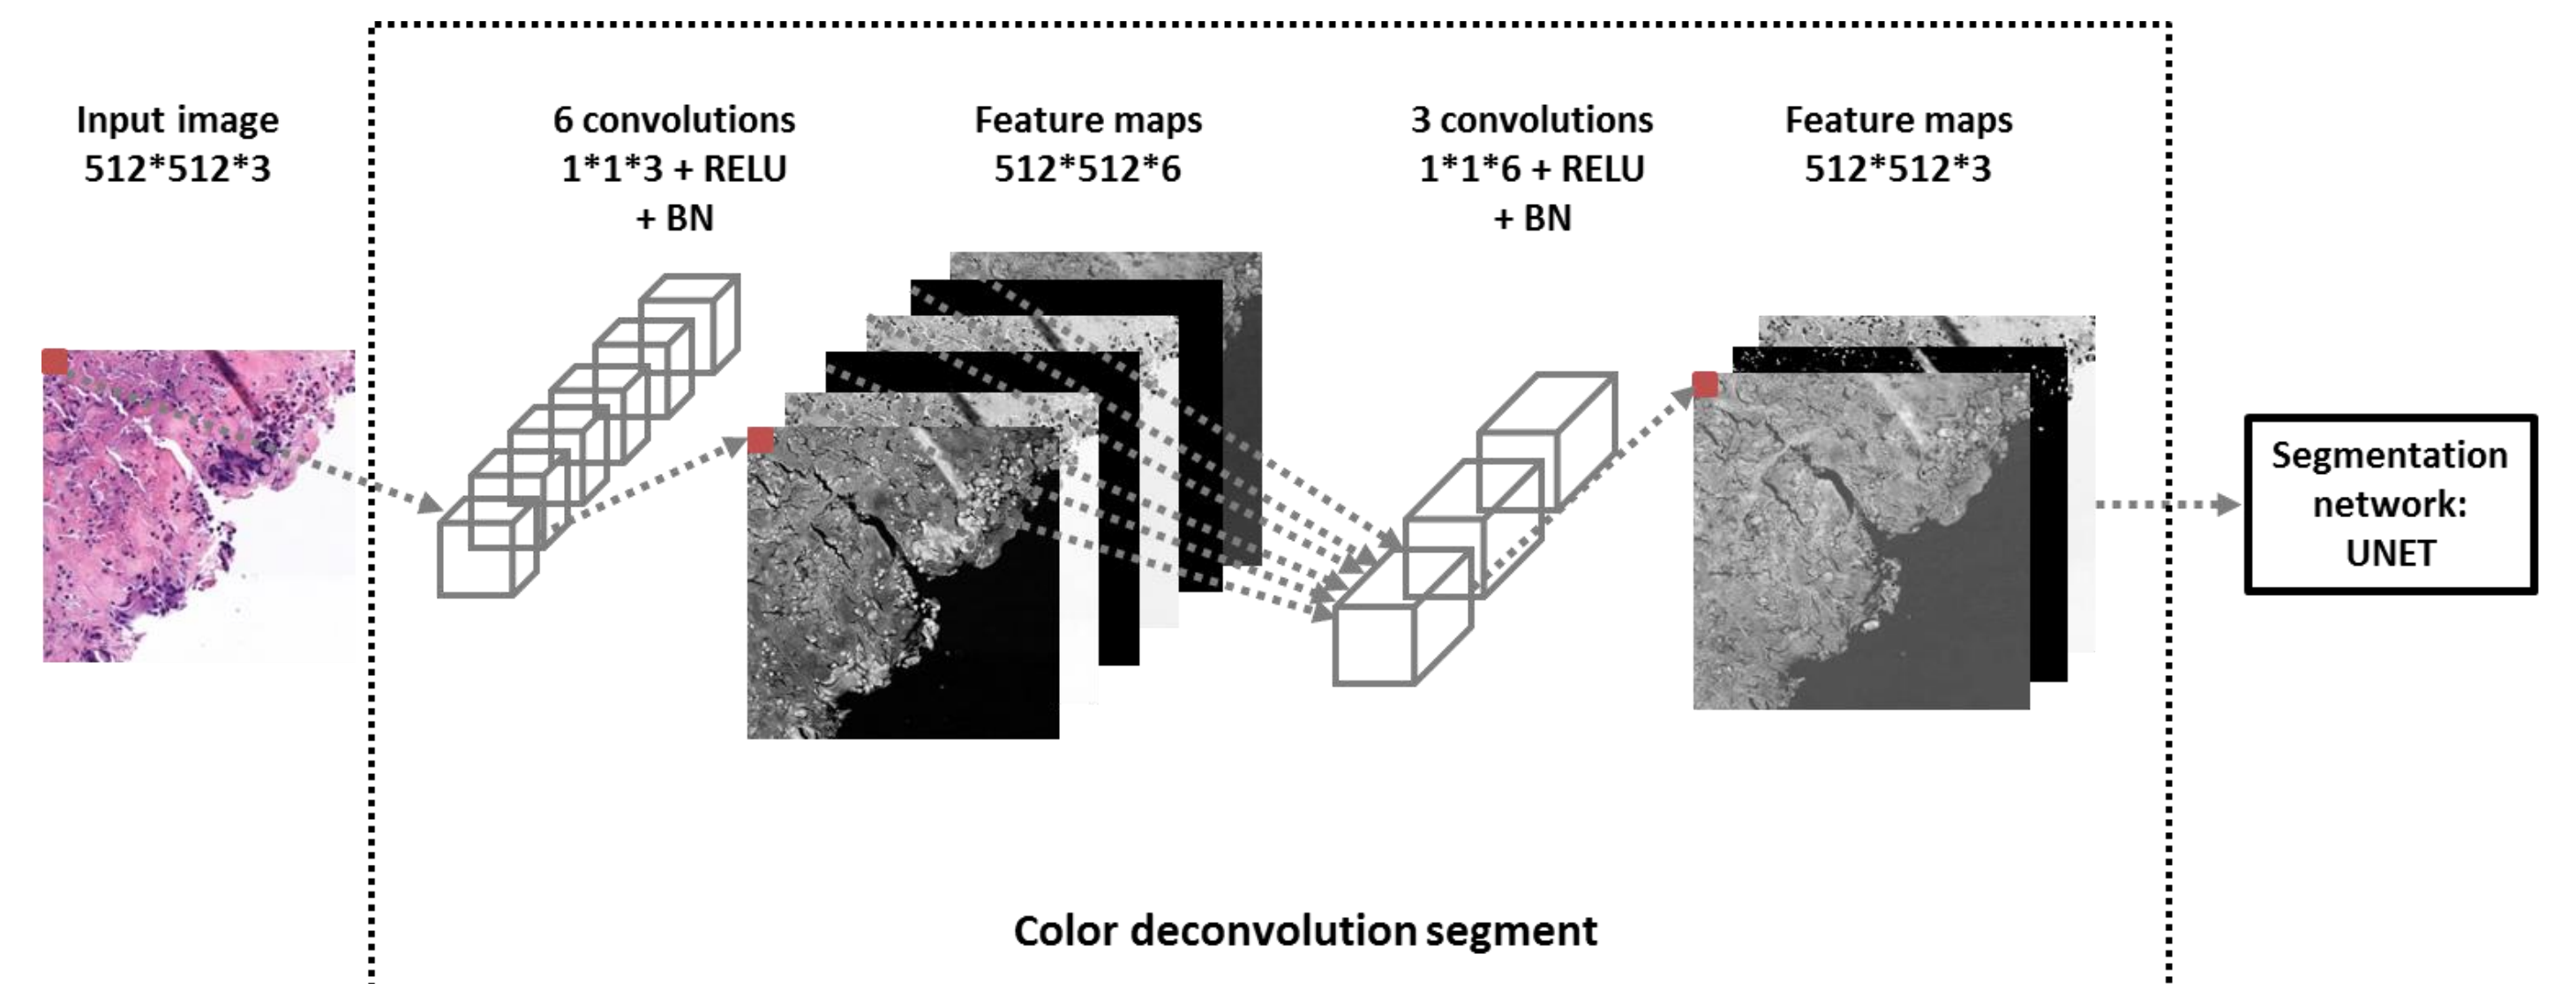 Input image
512*512*3
6 convolutions
1*1*3 + RELU
+ BN
Feature maps
512*512*6
3 convolutions
1*1*6 + RELU
+ BN
Feature maps
512*512*3
Segmentation
network:
UNET
Color deconvolution segment